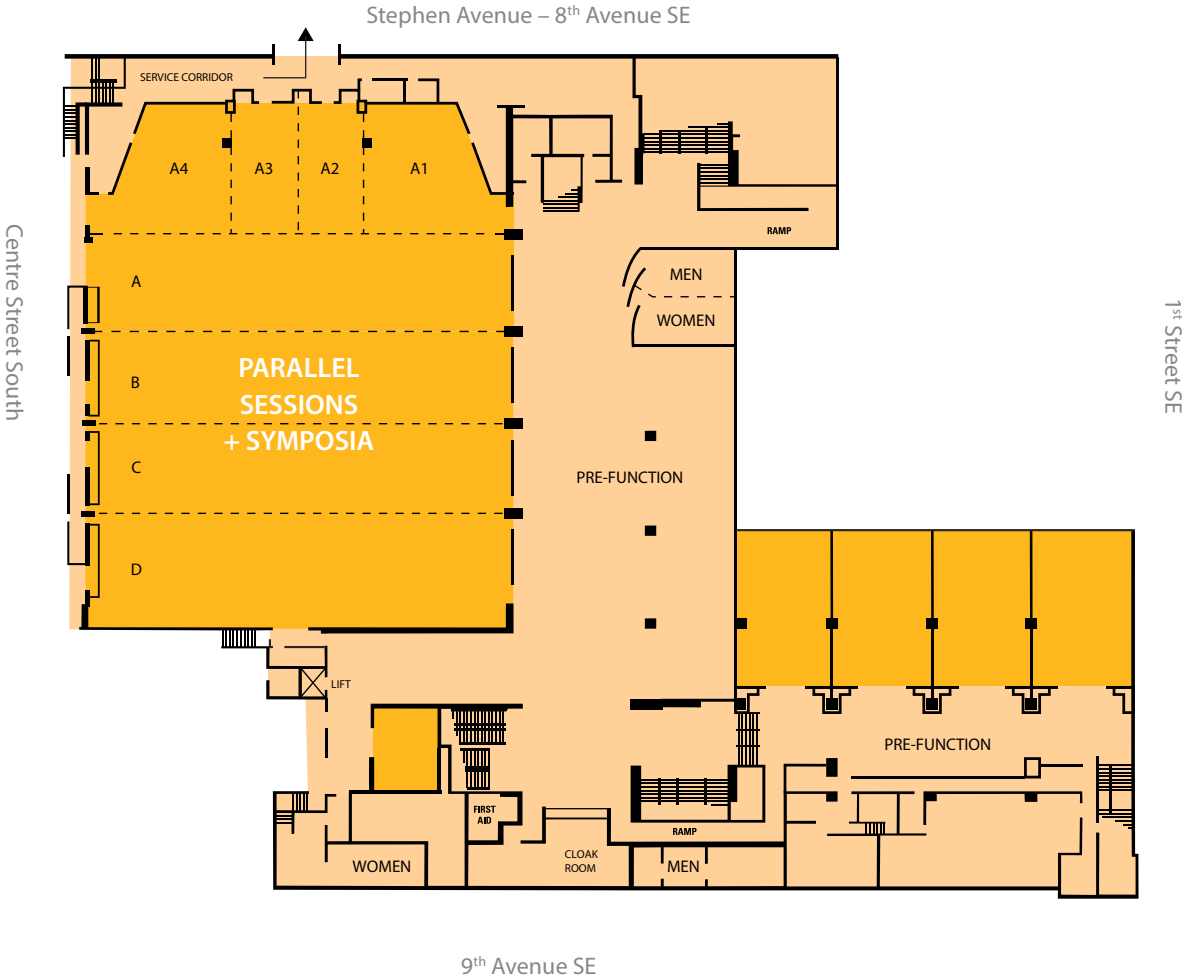 Stephen Avenue – 8th Avenue SE
SERVICE CORRIDOR
A4
A3
A2
A1
RAMP
Centre Street South
A
MEN
WOMEN
1st Street SE
B
PARALLEL
SESSIONS
+ SYMPOSIA
C
PRE-FUNCTION
D
LIFT
PRE-FUNCTION
FIRST
AID
RAMP
WOMEN
CLOAK
ROOM
MEN
9th Avenue SE